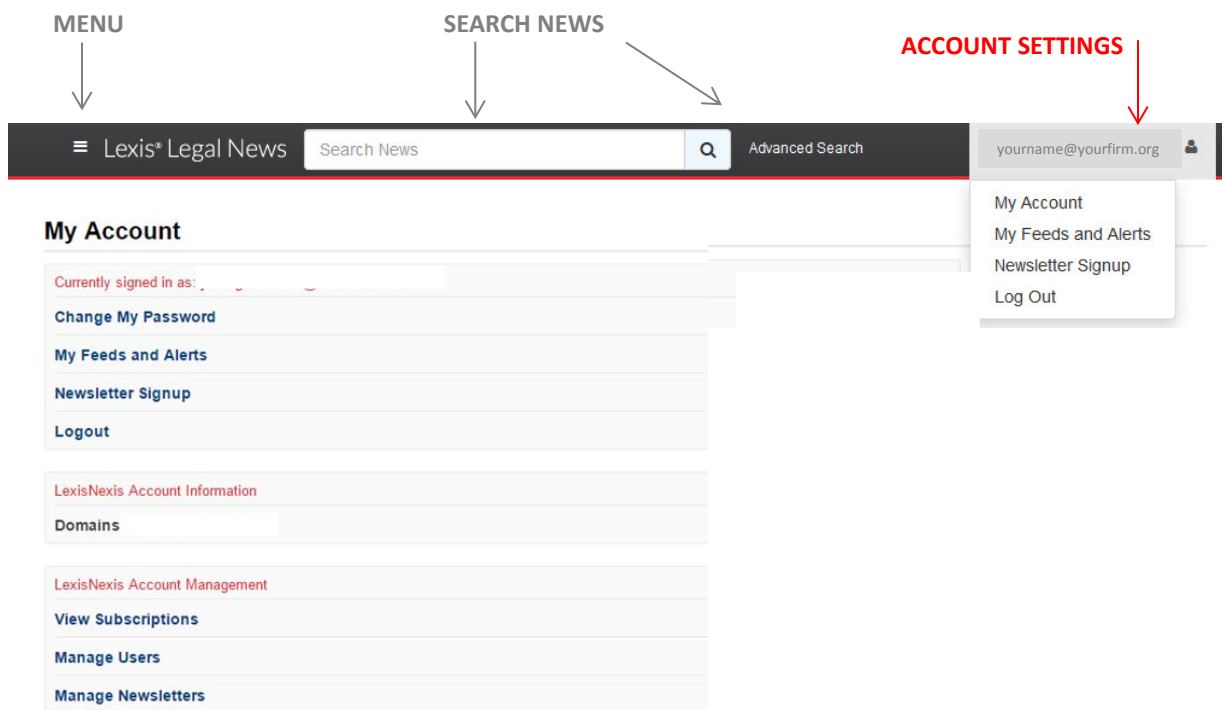 MENU
SEARCH NEWS
ACCOUNT SETTINGS
≡ Lexis® Legal News Search News Advanced Search yourname@yourfirm.org
My Account
My Feeds and Alerts
Newsletter Signup
Log Out
My Account
Currently signed in as:
Change My Password
My Feeds and Alerts
Newsletter Signup
Logout
LexisNexis Account Information
Domains
LexisNexis Account Management
View Subscriptions
Manage Users
Manage Newsletters